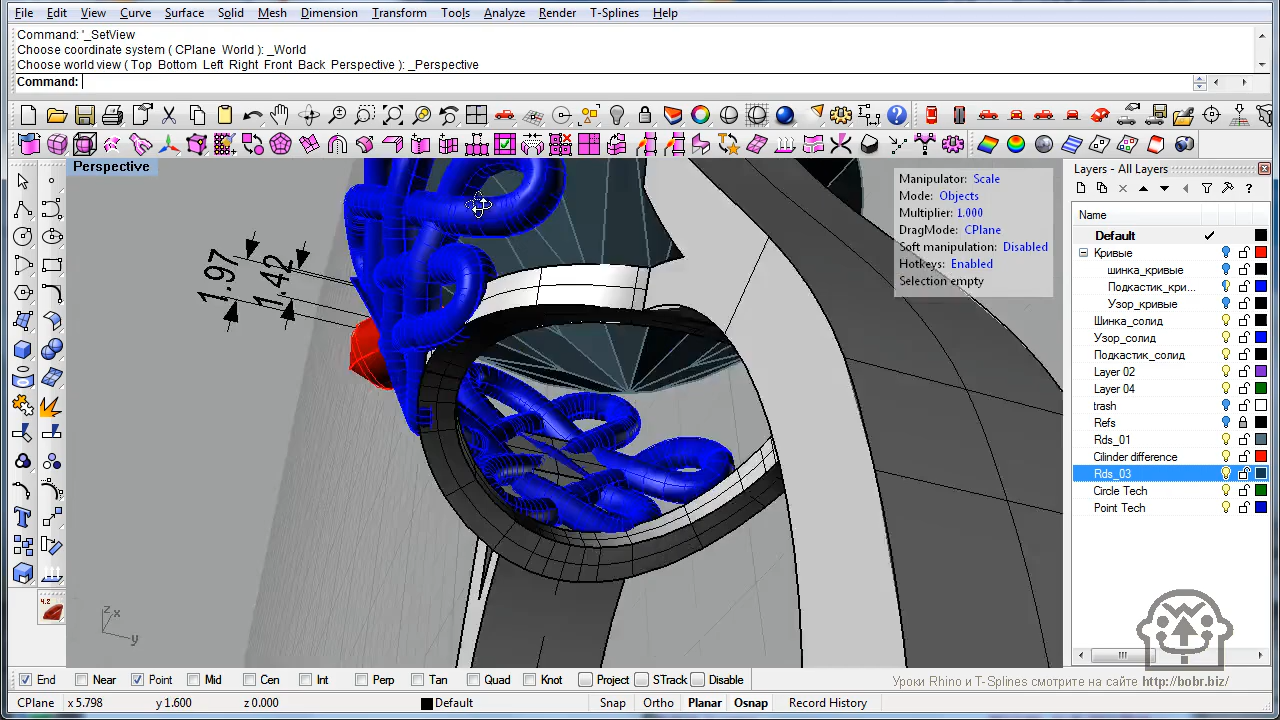 File Edit View Curve Surface Solid Mesh Dimension Transform Tools Analyze Render T-Splines Help
Command: '_SetView
Choose coordinate system ( CPlane World ): _World
Choose world view ( Top Bottom Left Right Front Back Perspective ): _Perspective
Command:
Perspective
Manipulator: Scale
Mode: Objects
Multiplier: 1.000
DragMode: CPlane
Soft manipulation: Disabled
Hotkeys: Enabled
Selection empty
1.97
1.42
z x
y
4.2
Layers - All Layers
Name
Default
Кривые
шинка_кривые
Подкастик_кри...
Узор_кривые
Шинка_солид
Узор_солид
Подкастик_солид
Layer 02
Layer 04
trash
Refs
Rds_01
Cilinder difference
Rds_03
Circle Tech
Point Tech
End Near Point Mid Cen Int Perp Tan Quad Knot Project STrack Disable
Уроки Rhino и T-Splines смотрите на сайте http://bobr.biz/
CPlane x 5.798 y 1.600 z 0.000 Default Snap Ortho Planar Osnap Record History